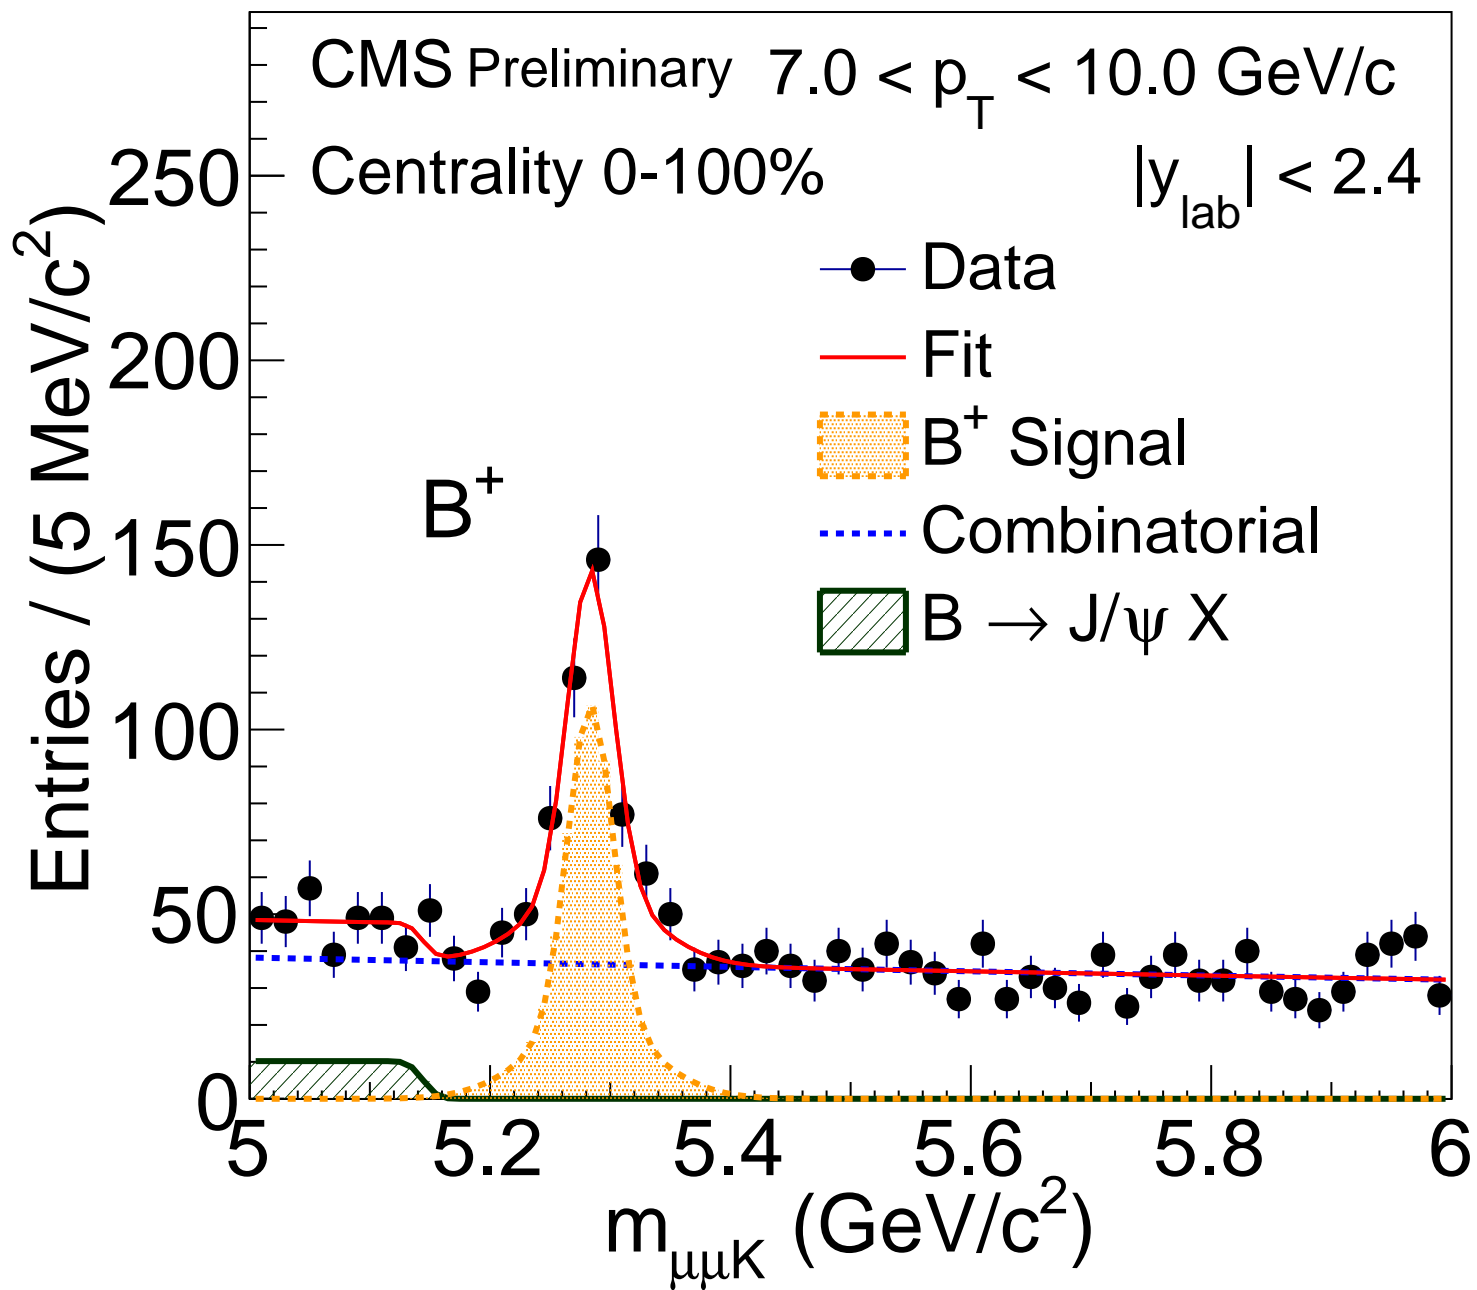 CMS Preliminary 7.0 < p_T < 10.0 GeV/c
Centrality 0-100% |y_lab| < 2.4
Data
Fit
B⁺ Signal
Combinatorial
B → J/ψ X
B⁺
Entries / (5 MeV/c²)
250
200
150
100
50
0
5 5.2 5.4 5.6 5.8 6
m_μμK (GeV/c²)